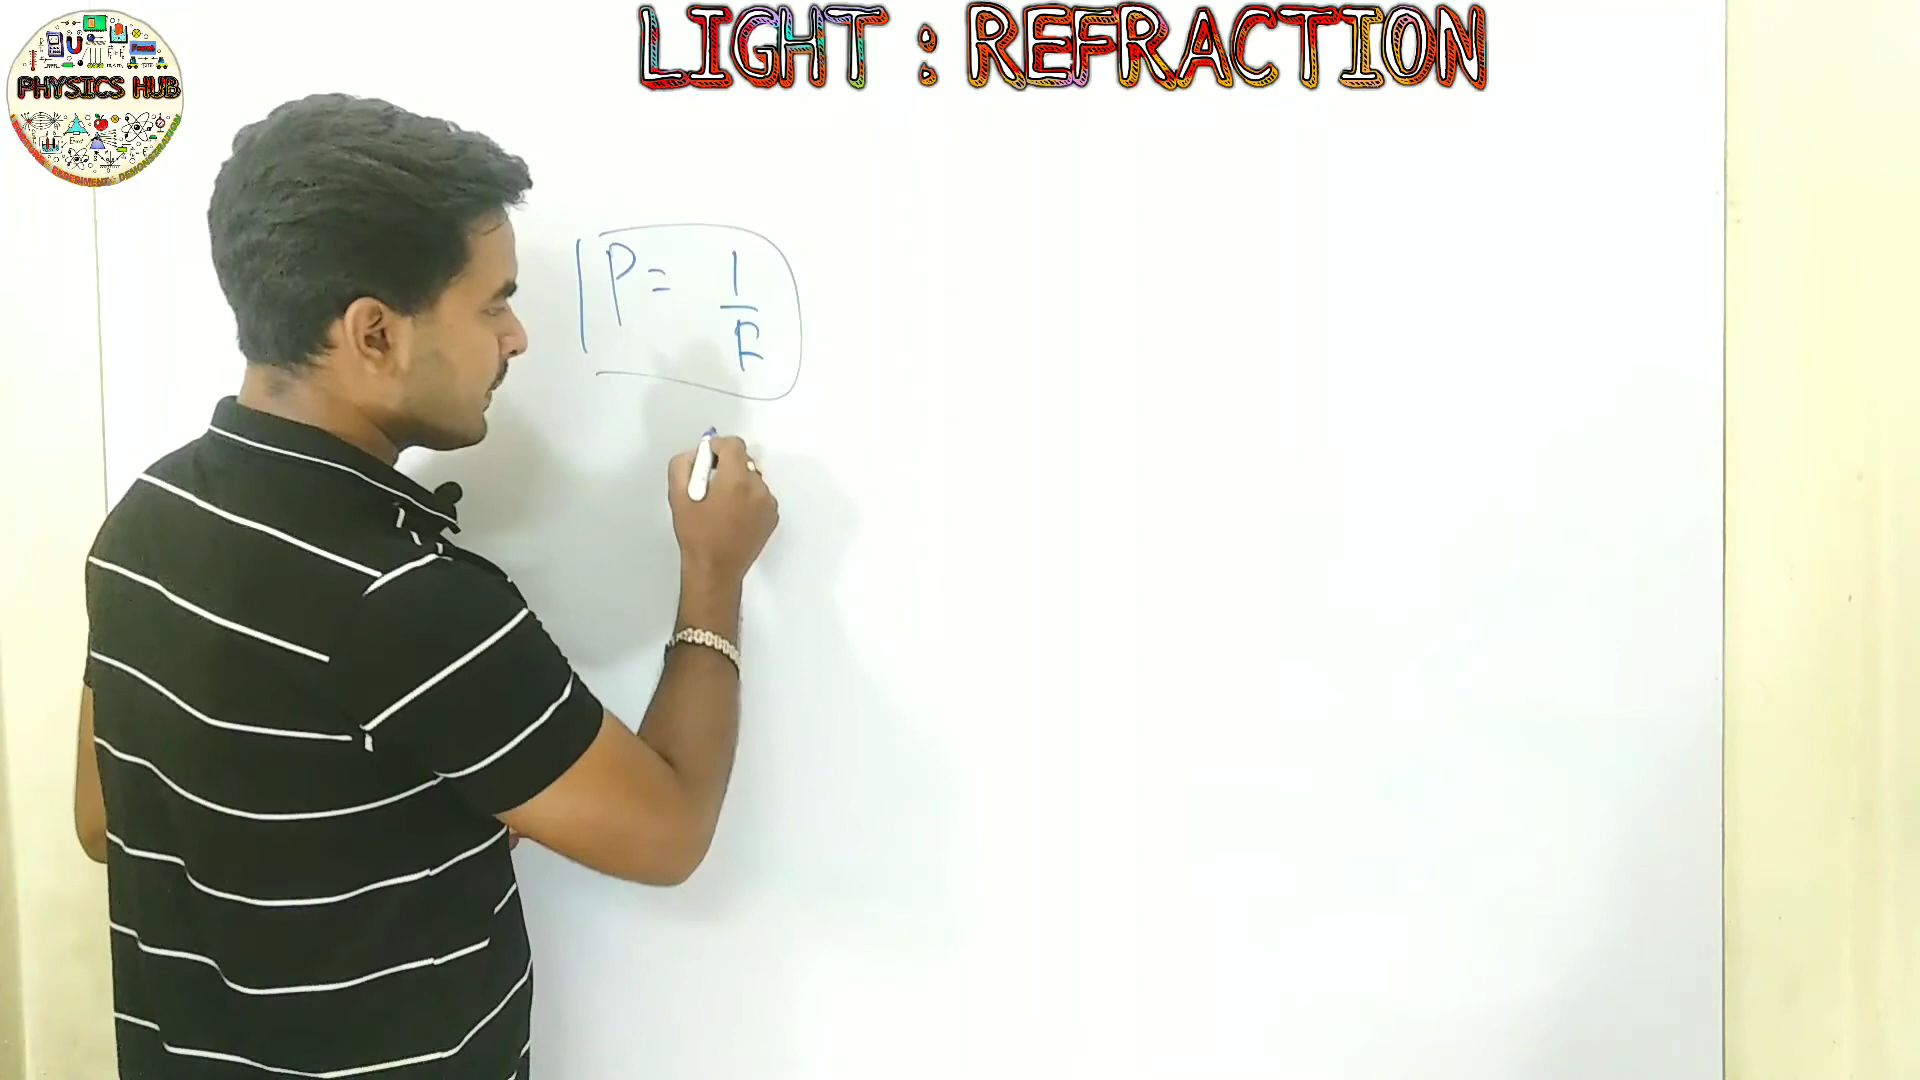 LIGHT : REFRACTION
PHYSICS HUB
P = 1
F